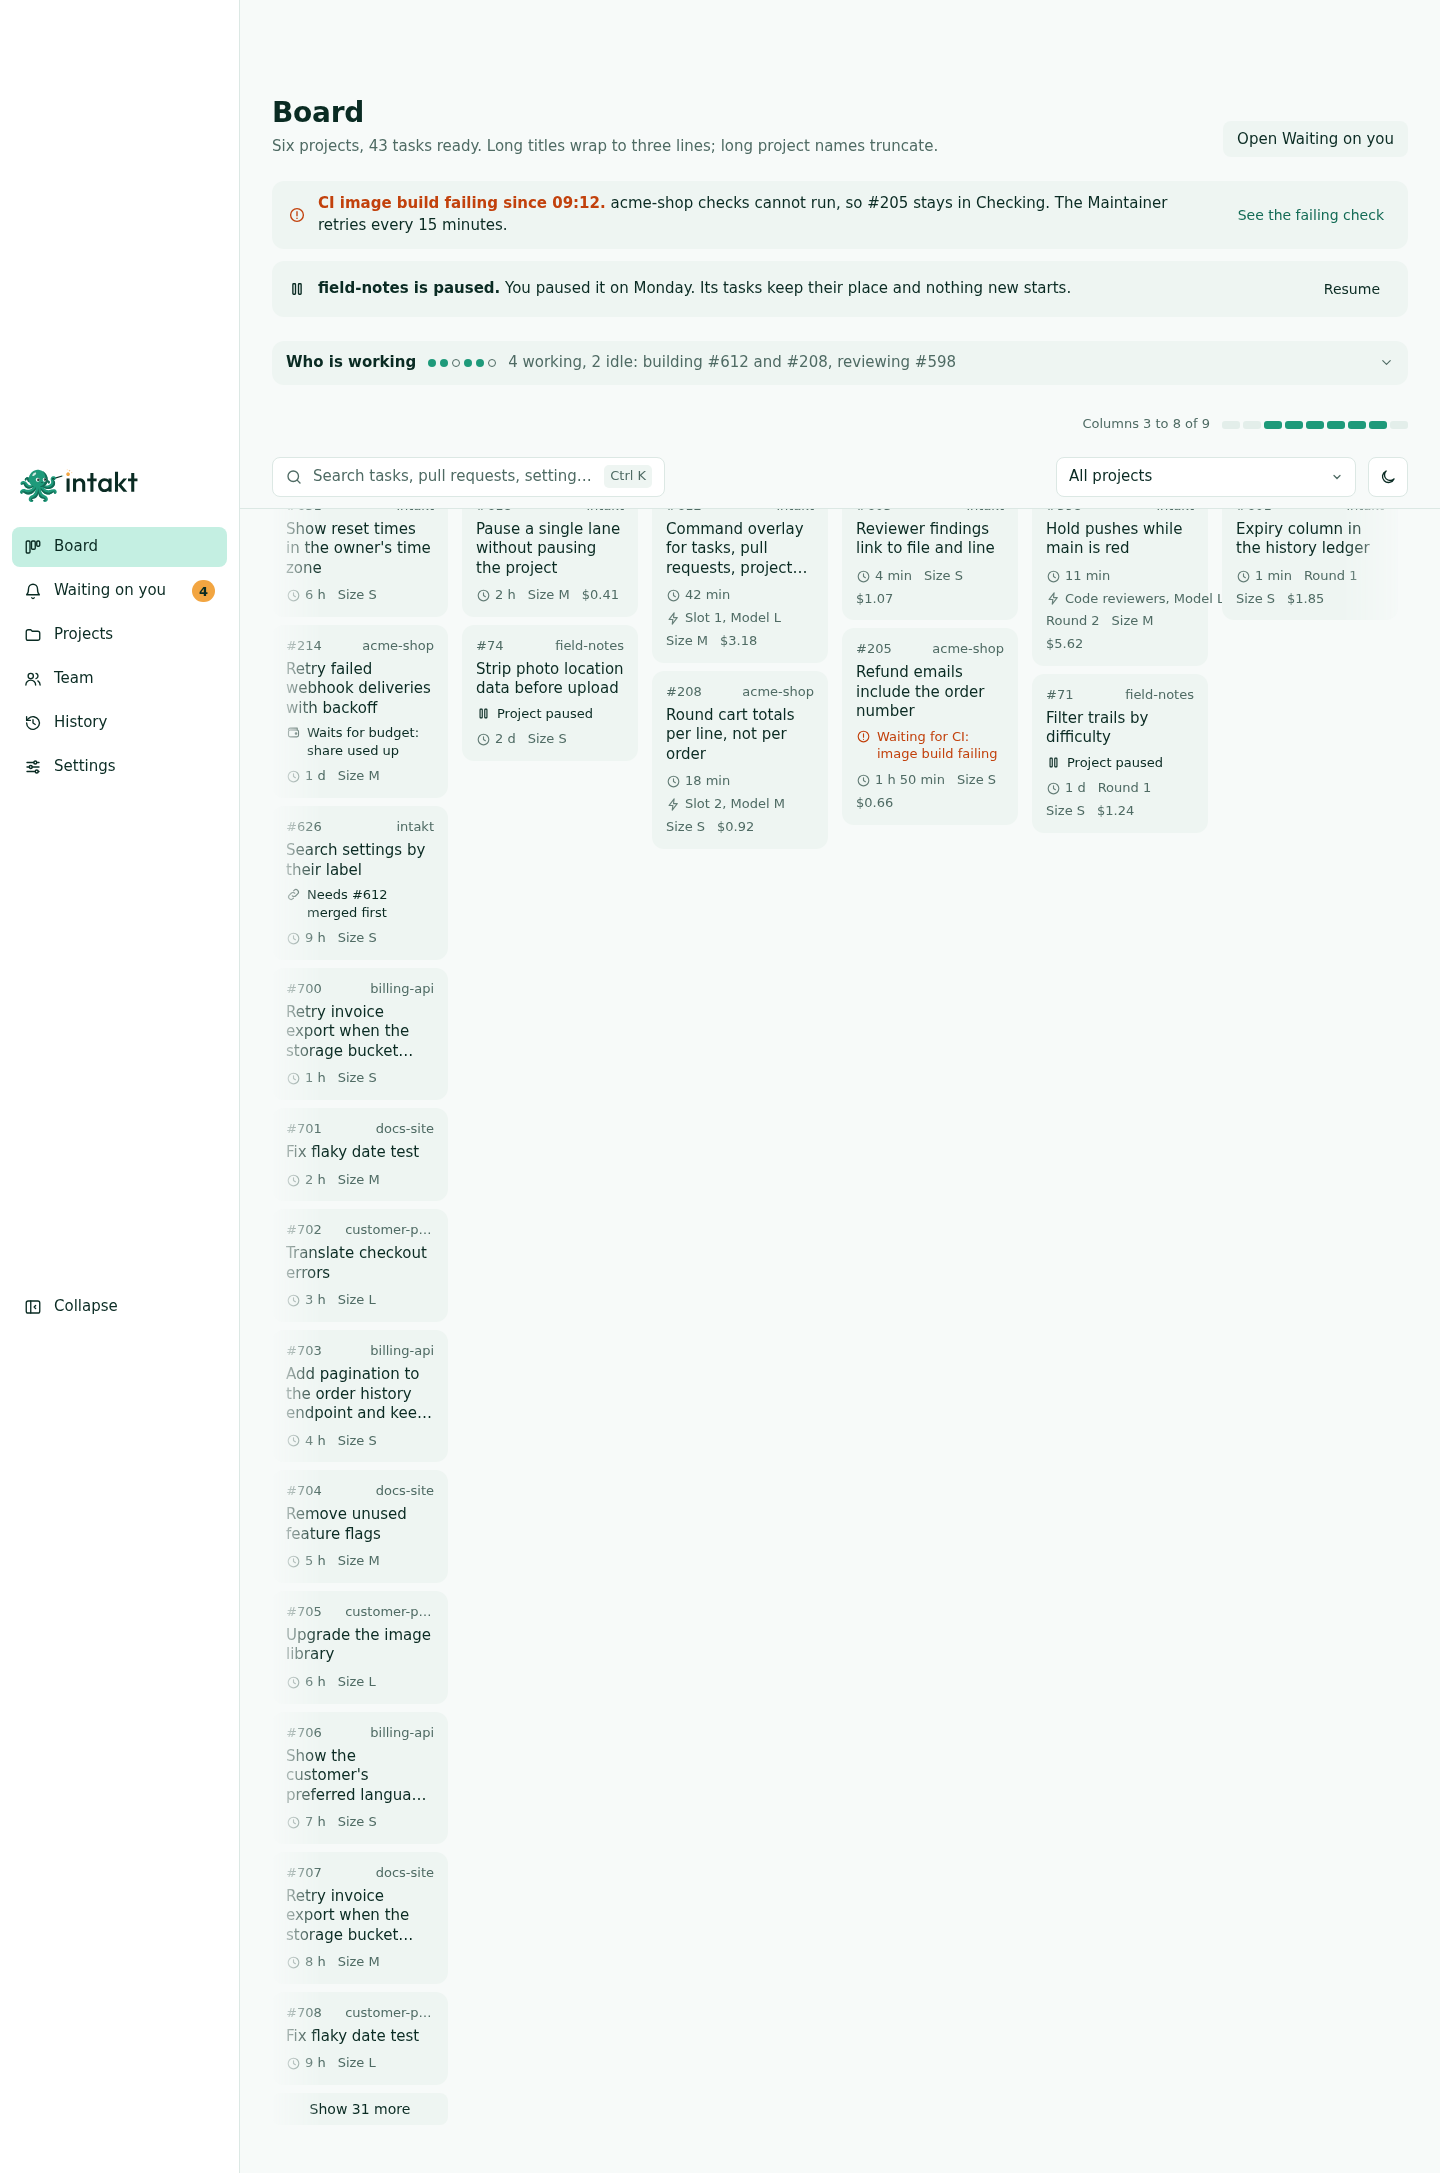 Board
Six projects, 43 tasks ready. Long titles wrap to three lines; long project names truncate.
Open Waiting on you
CI image build failing since 09:12. acme-shop checks cannot run, so #205 stays in Checking. The Maintainer
retries every 15 minutes.
See the failing check
field-notes is paused. You paused it on Monday. Its tasks keep their place and nothing new starts.
Resume
Who is working
4 working, 2 idle: building #612 and #208, reviewing #598
Columns 3 to 8 of 9
Search tasks, pull requests, setting…
Ctrl K
All projects
intakt
Board
Waiting on you
4
Projects
Team
History
Settings
Collapse
Show reset times
in the owner's time
zone
6 h Size S
#214 acme-shop
Retry failed
webhook deliveries
with backoff
Waits for budget:
share used up
1 d Size M
#626 intakt
Search settings by
their label
Needs #612
merged first
9 h Size S
#700 billing-api
Retry invoice
export when the
storage bucket…
1 h Size S
#701 docs-site
Fix flaky date test
2 h Size M
#702 customer-p…
Translate checkout
errors
3 h Size L
#703 billing-api
Add pagination to
the order history
endpoint and kee…
4 h Size S
#704 docs-site
Remove unused
feature flags
5 h Size M
#705 customer-p…
Upgrade the image
library
6 h Size L
#706 billing-api
Show the
customer's
preferred langua…
7 h Size S
#707 docs-site
Retry invoice
export when the
storage bucket…
8 h Size M
#708 customer-p…
Fix flaky date test
9 h Size L
Show 31 more
Pause a single lane
without pausing
the project
2 h Size M $0.41
#74 field-notes
Strip photo location
data before upload
Project paused
2 d Size S
Command overlay
for tasks, pull
requests, project…
42 min
Slot 1, Model L
Size M $3.18
#208 acme-shop
Round cart totals
per line, not per
order
18 min
Slot 2, Model M
Size S $0.92
Reviewer findings
link to file and line
4 min Size S
$1.07
#205 acme-shop
Refund emails
include the order
number
Waiting for CI:
image build failing
1 h 50 min Size S
$0.66
Hold pushes while
main is red
11 min
Code reviewers, Model L
Round 2 Size M
$5.62
#71 field-notes
Filter trails by
difficulty
Project paused
1 d Round 1
Size S $1.24
Expiry column in
the history ledger
1 min Round 1
Size S $1.85